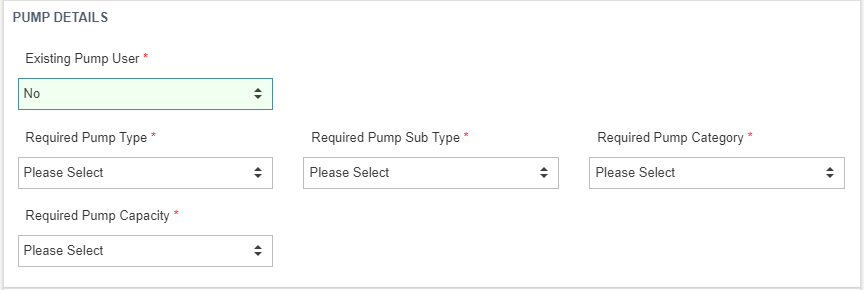 PUMP DETAILS
Existing Pump User *
No
Required Pump Type *
Required Pump Sub Type *
Required Pump Category *
Please Select
Please Select
Please Select
Required Pump Capacity *
Please Select